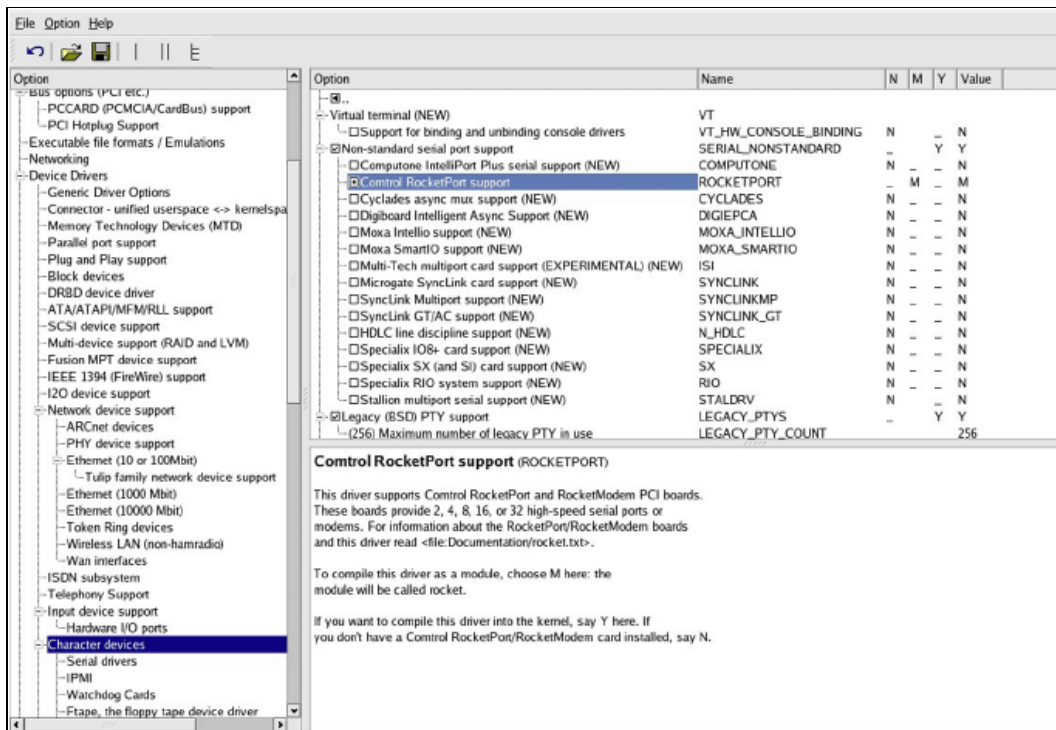 File Option Help
Option
Bus options (PCI etc.)
PCCARD (PCMCIA/CardBus) support
PCI Hotplug Support
Executable file formats / Emulations
Networking
Device Drivers
Generic Driver Options
Connector - unified userspace <-> kernelspa
Memory Technology Devices (MTD)
Parallel port support
Plug and Play support
Block devices
DRBD device driver
ATA/ATAPI/MFM/RLL support
SCSI device support
Multi-device support (RAID and LVM)
Fusion MPT device support
IEEE 1394 (FireWire) support
I2O device support
Network device support
ARCnet devices
PHY device support
Ethernet (10 or 100Mbit)
Tulip family network device support
Ethernet (1000 Mbit)
Ethernet (10000 Mbit)
Token Ring devices
Wireless LAN (non-hamradio)
Wan interfaces
ISDN subsystem
Telephony Support
Input device support
Hardware I/O ports
Character devices
Serial drivers
IPMI
Watchdog Cards
Ftape, the floppy tape device driver
Option Name N M Y Value
..
Virtual terminal (NEW) VT
Support for binding and unbinding console drivers VT_HW_CONSOLE_BINDING N _ N
Non-standard serial port support SERIAL_NONSTANDARD _ Y Y
Computone IntelliPort Plus serial support (NEW) COMPUTONE N _ _ N
Comtrol RocketPort support ROCKETPORT _ M _ M
Cyclades async mux support (NEW) CYCLADES N _ _ N
Digiboard Intelligent Async Support (NEW) DIGIEPCA N _ _ N
Moxa Intellio support (NEW) MOXA_INTELLIO N _ _ N
Moxa SmartIO support (NEW) MOXA_SMARTIO N _ _ N
Multi-Tech multiport card support (EXPERIMENTAL) (NEW) ISI N _ _ N
Microgate SyncLink card support (NEW) SYNCLINK N _ _ N
SyncLink Multiport support (NEW) SYNCLINKMP N _ _ N
SyncLink GT/AC support (NEW) SYNCLINK_GT N _ _ N
HDLC line discipline support (NEW) N_HDLC N _ _ N
Specialix IO8+ card support (NEW) SPECIALIX N _ _ N
Specialix SX (and SI) card support (NEW) SX N _ _ N
Specialix RIO system support (NEW) RIO N _ _ N
Stallion multiport serial support (NEW) STALDRV N _ N
Legacy (BSD) PTY support LEGACY_PTYS _ Y Y
(256) Maximum number of legacy PTY in use LEGACY_PTY_COUNT 256
Comtrol RocketPort support (ROCKETPORT)
This driver supports Comtrol RocketPort and RocketModem PCI boards.
These boards provide 2, 4, 8, 16, or 32 high-speed serial ports or
modems. For information about the RocketPort/RocketModem boards
and this driver read <file:Documentation/rocket.txt>.
To compile this driver as a module, choose M here: the
module will be called rocket.
If you want to compile this driver into the kernel, say Y here. If
you don't have a Comtrol RocketPort/RocketModem card installed, say N.